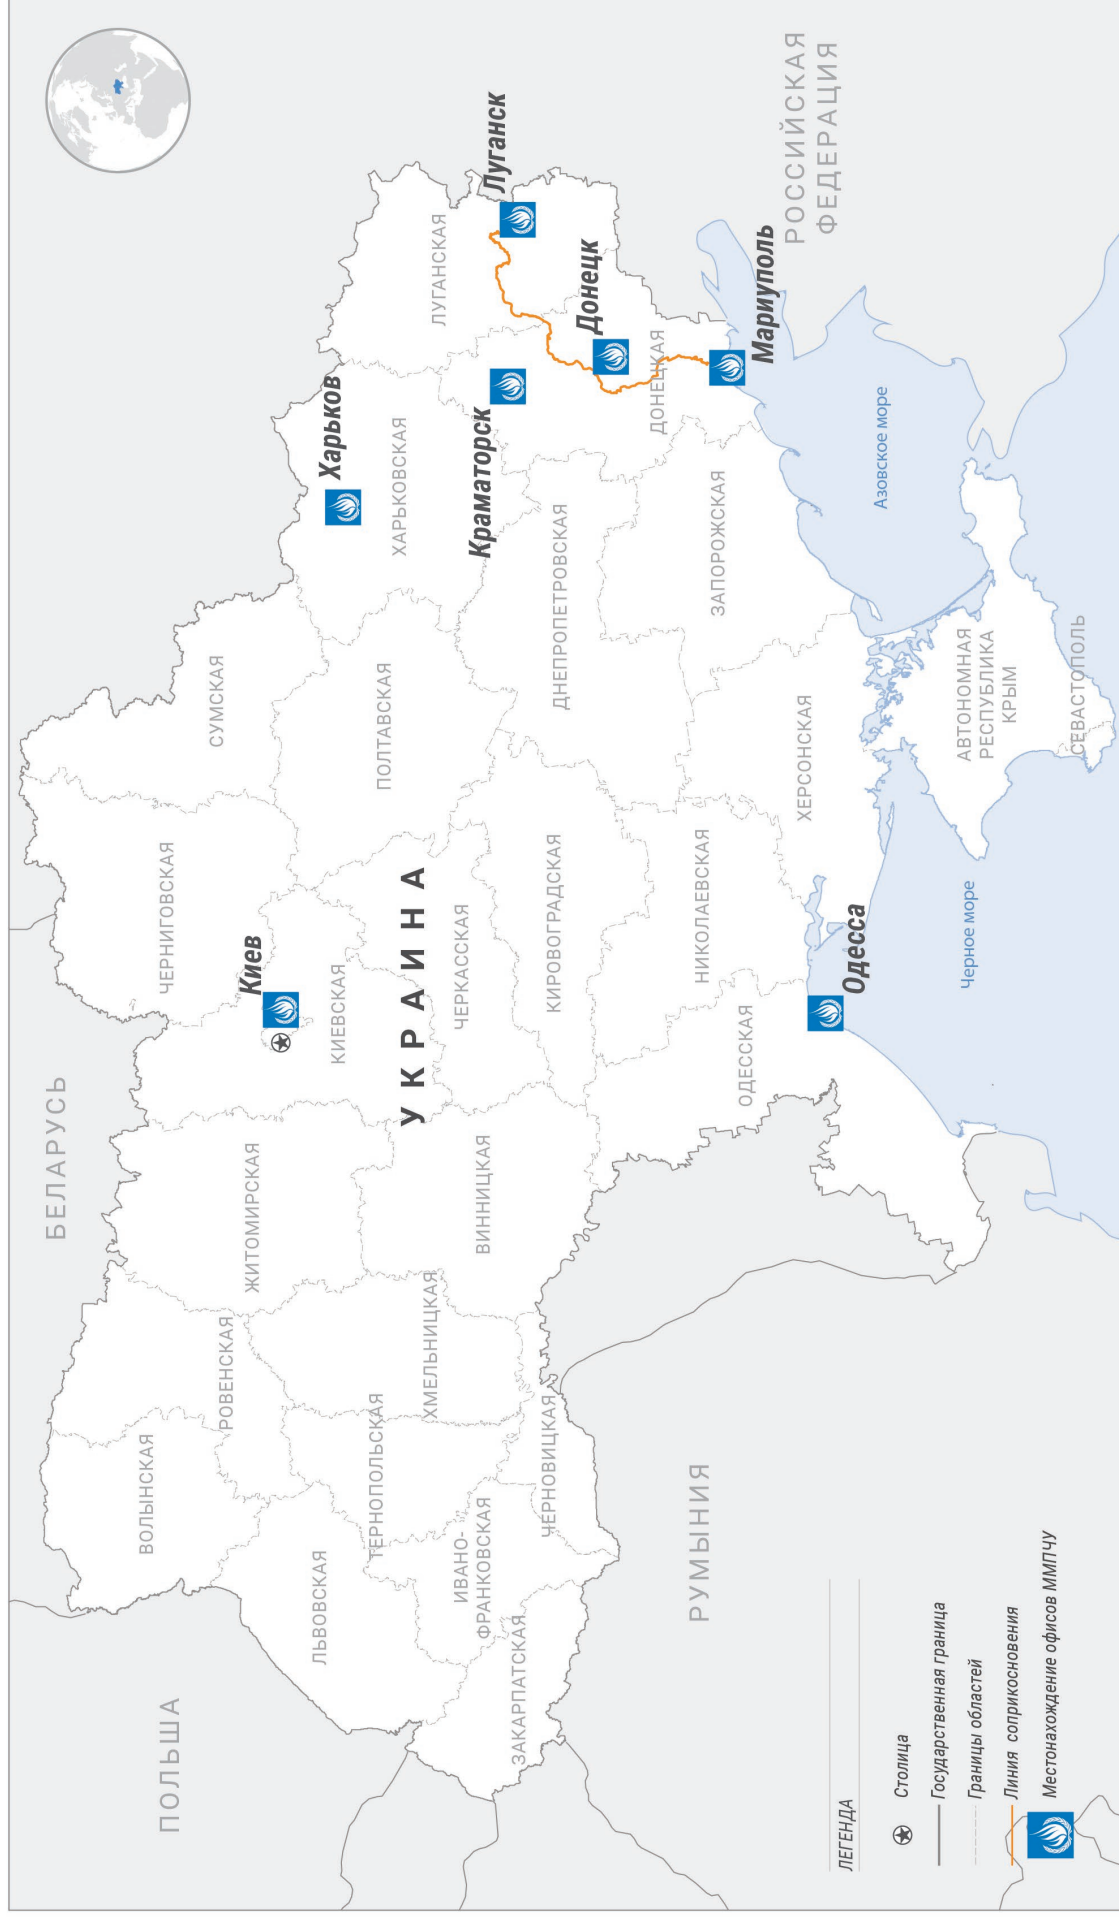 БЕЛАРУСЬ
ПОЛЬША
РУМЫНИЯ
РОССИЙСКАЯ
ФЕДЕРАЦИЯ
УКРАИНА
ВОЛЫНСКАЯ
РОВЕНСКАЯ
ЖИТОМИРСКАЯ
Киев
КИЕВСКАЯ
ЧЕРНИГОВСКАЯ
СУМСКАЯ
ЛЬВОВСКАЯ
ТЕРНОПОЛЬСКАЯ
ХМЕЛЬНИЦКАЯ
ВИННИЦКАЯ
ЧЕРКАССКАЯ
ПОЛТАВСКАЯ
Харьков
ХАРЬКОВСКАЯ
ЛУГАНСКАЯ
Луганск
ЗАКАРПАТСКАЯ
ИВАНО-
ФРАНКОВСКАЯ
ЧЕРНОВИЦКАЯ
КИРОВОГРАДСКАЯ
ДНЕПРОПЕТРОВСКАЯ
Краматорск
Донецк
ДОНЕЦКАЯ
Мариуполь
ОДЕССКАЯ
Одесса
НИКОЛАЕВСКАЯ
ХЕРСОНСКАЯ
ЗАПОРОЖСКАЯ
АВТОНОМНАЯ
РЕСПУБЛИКА
КРЫМ
СЕВАСТОПОЛЬ
Черное море
Азовское море
ЛЕГЕНДА
Столица
Государственная граница
Границы областей
Линия соприкосновения
Местонахождение офисов ММПЧУ